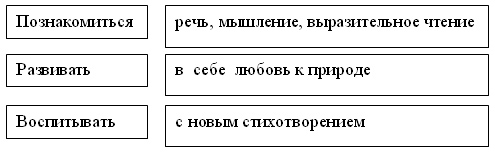 Познакомиться речь, мышление, выразительное чтение
Развивать в себе любовь к природе
Воспитывать с новым стихотворением